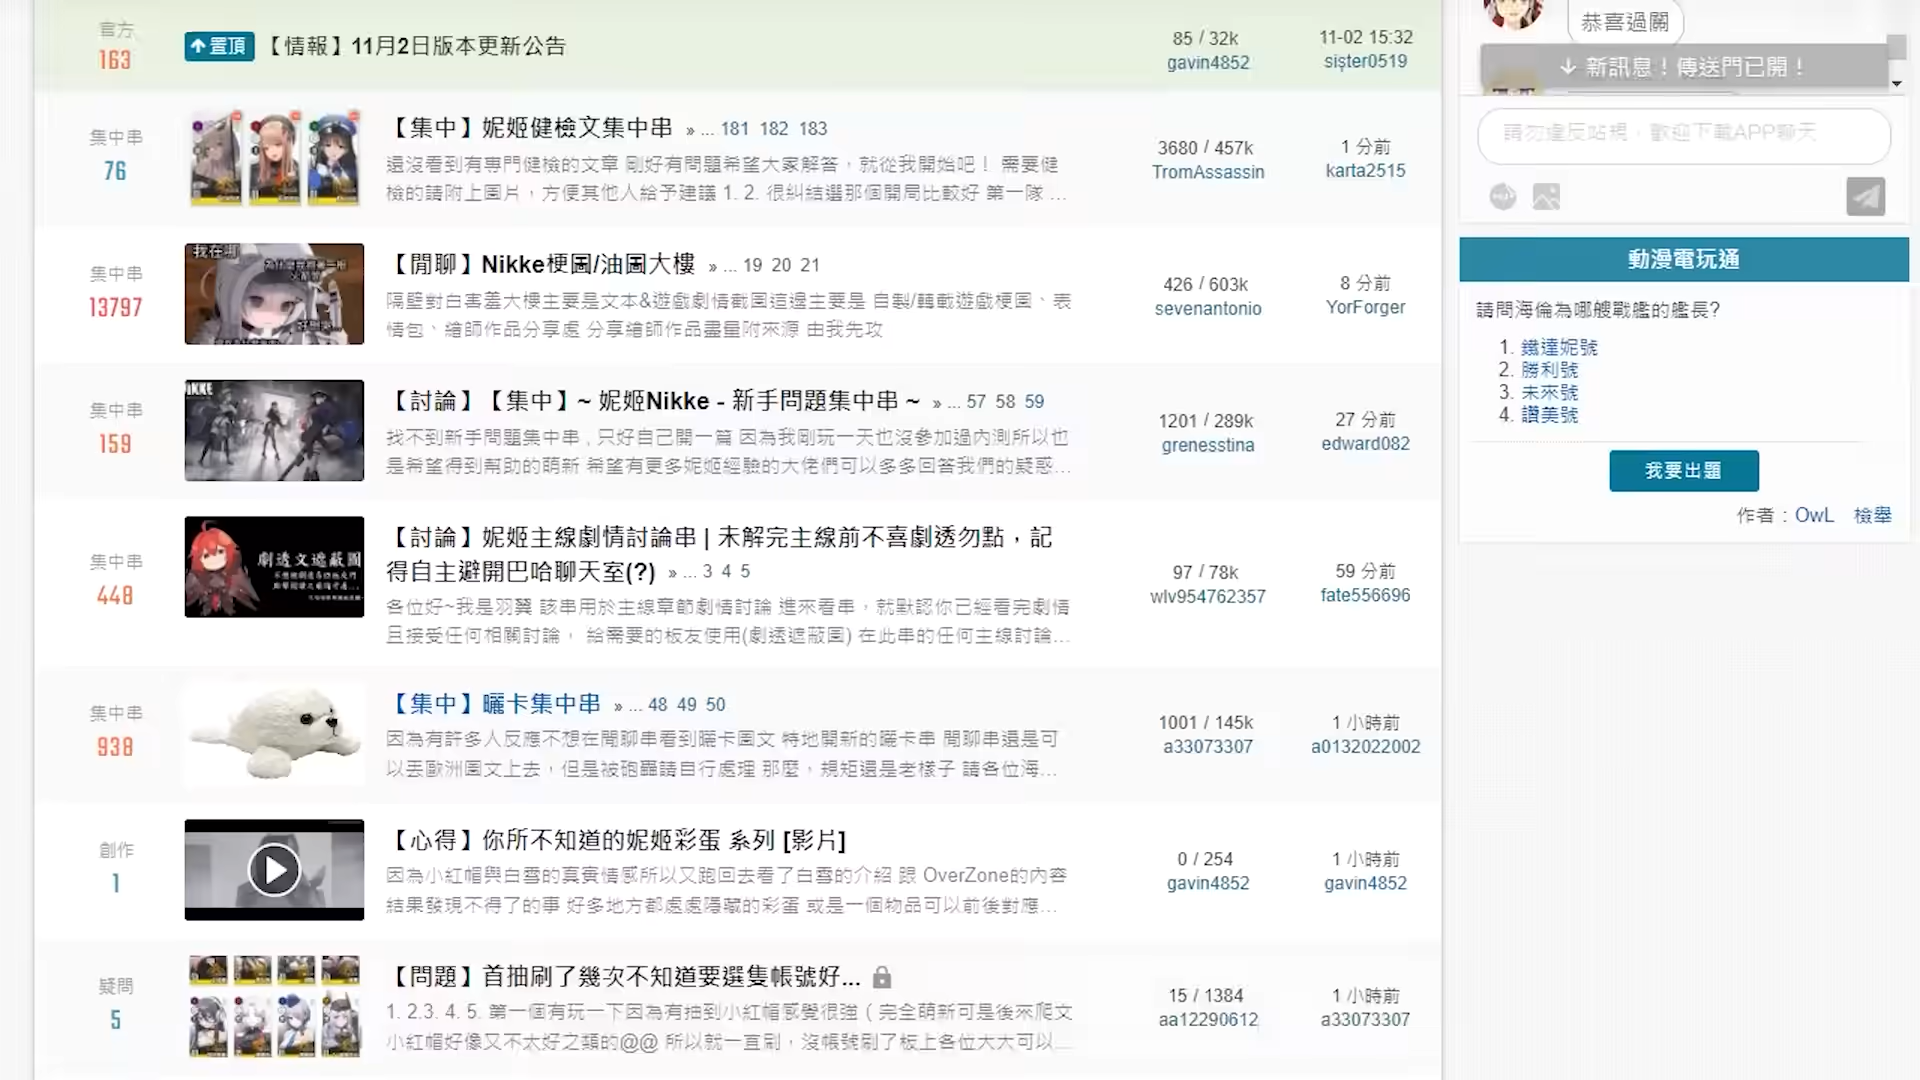 官方
163
置頂
【情報】11月2日版本更新公告
85 / 32k
gavin4852
11-02 15:32
sister0519
集中串
76
【集中】妮姬健檢文集中串 » ... 181 182 183
還沒看到有專門健檢的文章 剛好有問題希望大家解答，就從我開始吧！ 需要健
檢的請附上圖片，方便其他人給予建議 1. 2. 很糾結選那個開局比較好 第一隊 ...
3680 / 457k
TromAssassin
1 分前
karta2515
集中串
13797
我在哪
好刑
【閒聊】Nikke梗圖/油圖大樓 » ... 19 20 21
隔壁對白害羞大樓主要是文本&遊戲劇情截圖這邊主要是 自製/轉載遊戲梗圖、表
情包、繪師作品分享處 分享繪師作品盡量附來源 由我先攻
426 / 603k
sevenantonio
8 分前
YorForger
集中串
159
NIKKE
【討論】【集中】~ 妮姬Nikke - 新手問題集中串 ~ » ... 57 58 59
找不到新手問題集中串 , 只好自己開一篇 因為我剛玩一天也沒參加過內測所以也
是希望得到幫助的萌新 希望有更多妮姬經驗的大佬們可以多多回答我們的疑惑...
1201 / 289k
grenesstina
27 分前
edward082
集中串
448
劇透文遮蔽圖
【討論】妮姬主線劇情討論串 | 未解完主線前不喜劇透勿點，記
得自主避開巴哈聊天室(?) » ... 3 4 5
各位好~我是羽翼 該串用於主線章節劇情討論 進來看串，就默認你已經看完劇情
且接受任何相關討論， 給需要的板友使用(劇透遮蔽圖) 在此串的任何主線討論...
97 / 78k
wlv954762357
59 分前
fate556696
集中串
938
【集中】曬卡集中串 » ... 48 49 50
因為有許多人反應不想在閒聊串看到曬卡圖文 特地開新的曬卡串 閒聊串還是可
以丟歐洲圖文上去，但是被砲轟請自行處理 那麼，規矩還是老樣子 請各位海...
1001 / 145k
a33073307
1 小時前
a0132022002
創作
1
【心得】你所不知道的妮姬彩蛋 系列 [影片]
因為小紅帽與白雪的真實情感所以又跑回去看了白雪的介紹 跟 OverZone的內容
結果發現不得了的事 好多地方都處處隱藏的彩蛋 或是一個物品可以前後對應...
0 / 254
gavin4852
1 小時前
gavin4852
疑問
5
【問題】首抽刷了幾次不知道要選隻帳號好...
1. 2.3. 4. 5. 第一個有玩一下因為有抽到小紅帽感覺很強（完全萌新可是後來爬文
小紅帽好像又不太好之類的@@ 所以就一直刷，沒帳號刷了板上各位大大可以...
15 / 1384
aa12290612
1 小時前
a33073307
恭喜過關
新訊息！傳送門已開！
請勿違反站規，歡迎下載APP聊天
動漫電玩通
請問海倫為哪艘戰艦的艦長?
1. 鐵達妮號
2. 勝利號
3. 未來號
4. 讚美號
我要出題
作者：OwL 檢舉